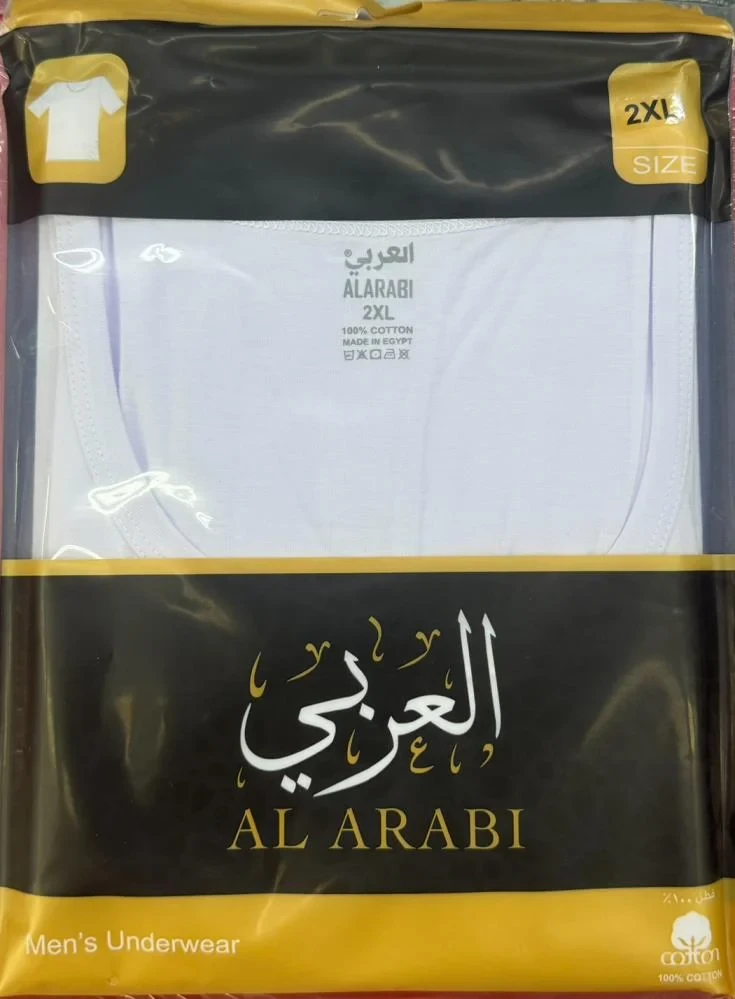 2XL
SIZE
العربي
ALARABI
2XL
100% COTTON
MADE IN EGYPT
العربي
AL ARABI
Men's Underwear
قطن ١٠٠٪
cotton
100% COTTON